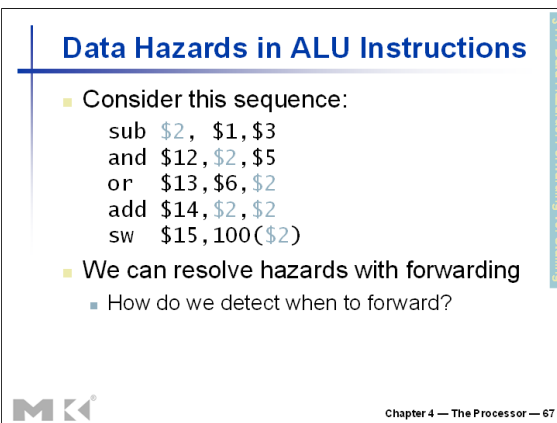 Data Hazards in ALU Instructions
Consider this sequence:
sub $2, $1,$3
and $12,$2,$5
or $13,$6,$2
add $14,$2,$2
sw $15,100($2)
We can resolve hazards with forwarding
How do we detect when to forward?
MK®
Chapter 4 — The Processor — 67